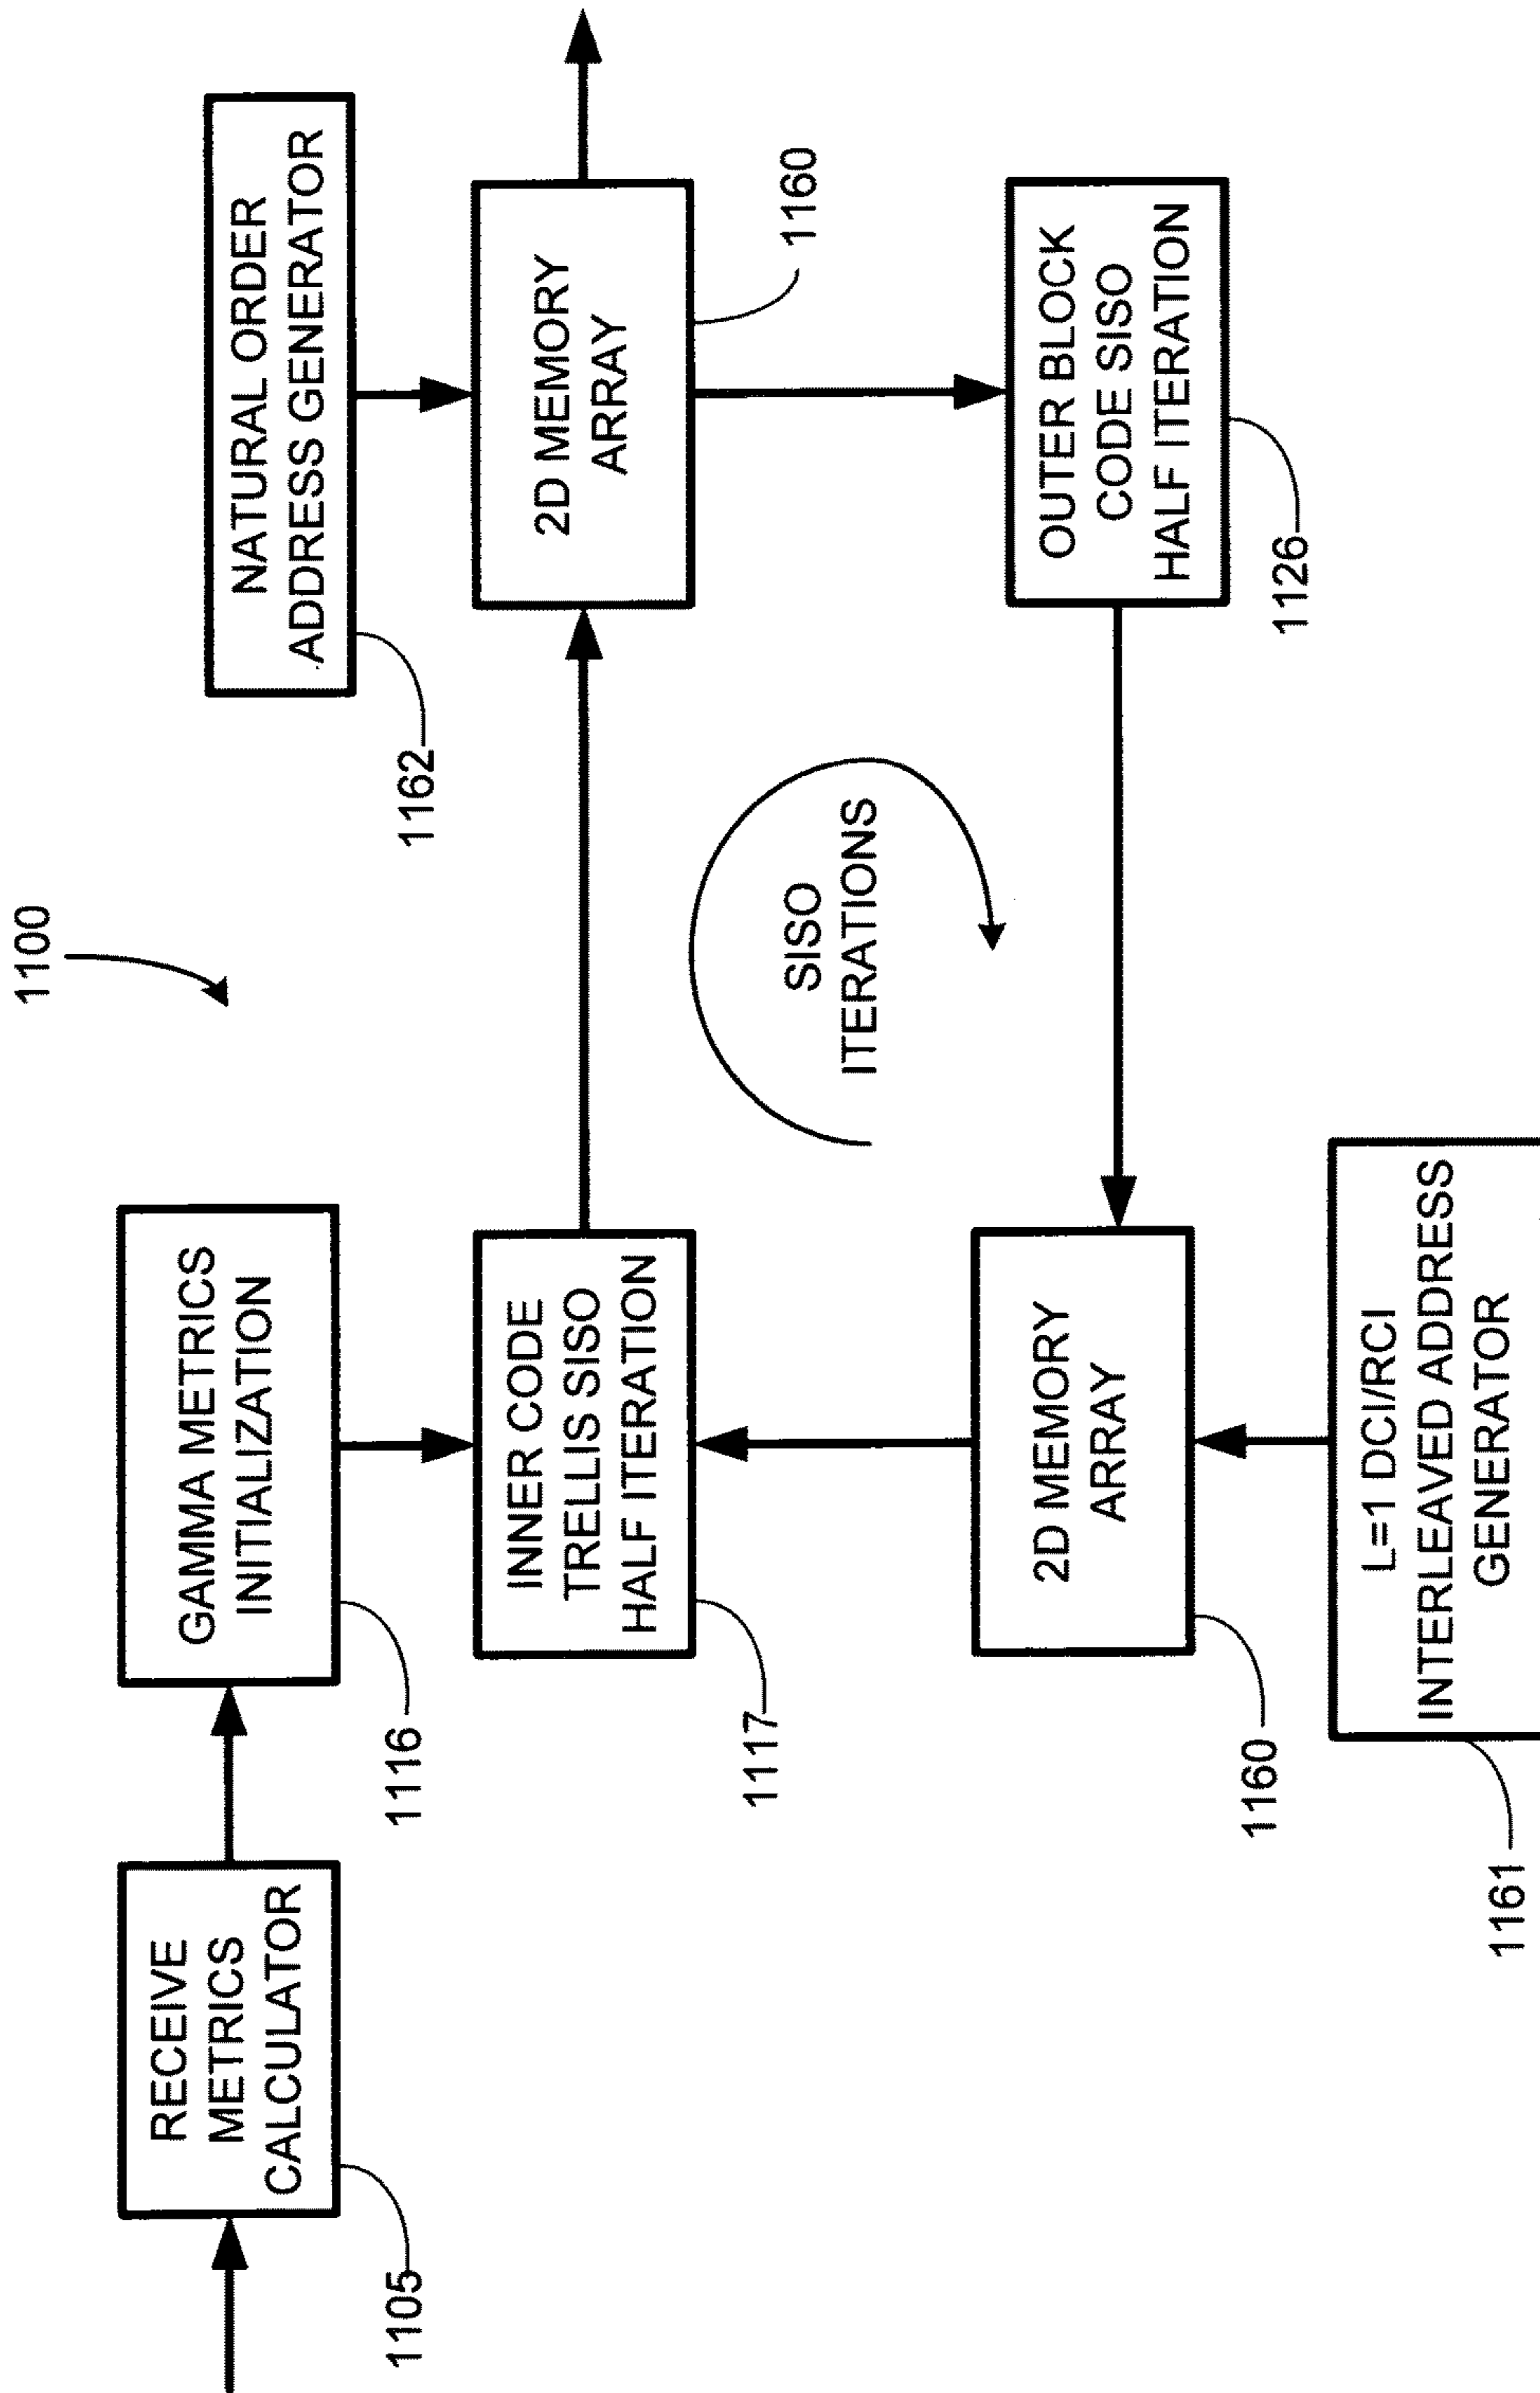 1100
RECEIVE
METRICS
CALCULATOR
1105
GAMMA METRICS
INITIALIZATION
1116
NATURAL ORDER
ADDRESS GENERATOR
1162
INNER CODE
TRELLIS SISO
HALF ITERATION
1117
2D MEMORY
ARRAY
1160
SISO
ITERATIONS
2D MEMORY
ARRAY
1160
OUTER BLOCK
CODE SISO
HALF ITERATION
1126
L=1 DCI/RCI
INTERLEAVED ADDRESS
GENERATOR
1161